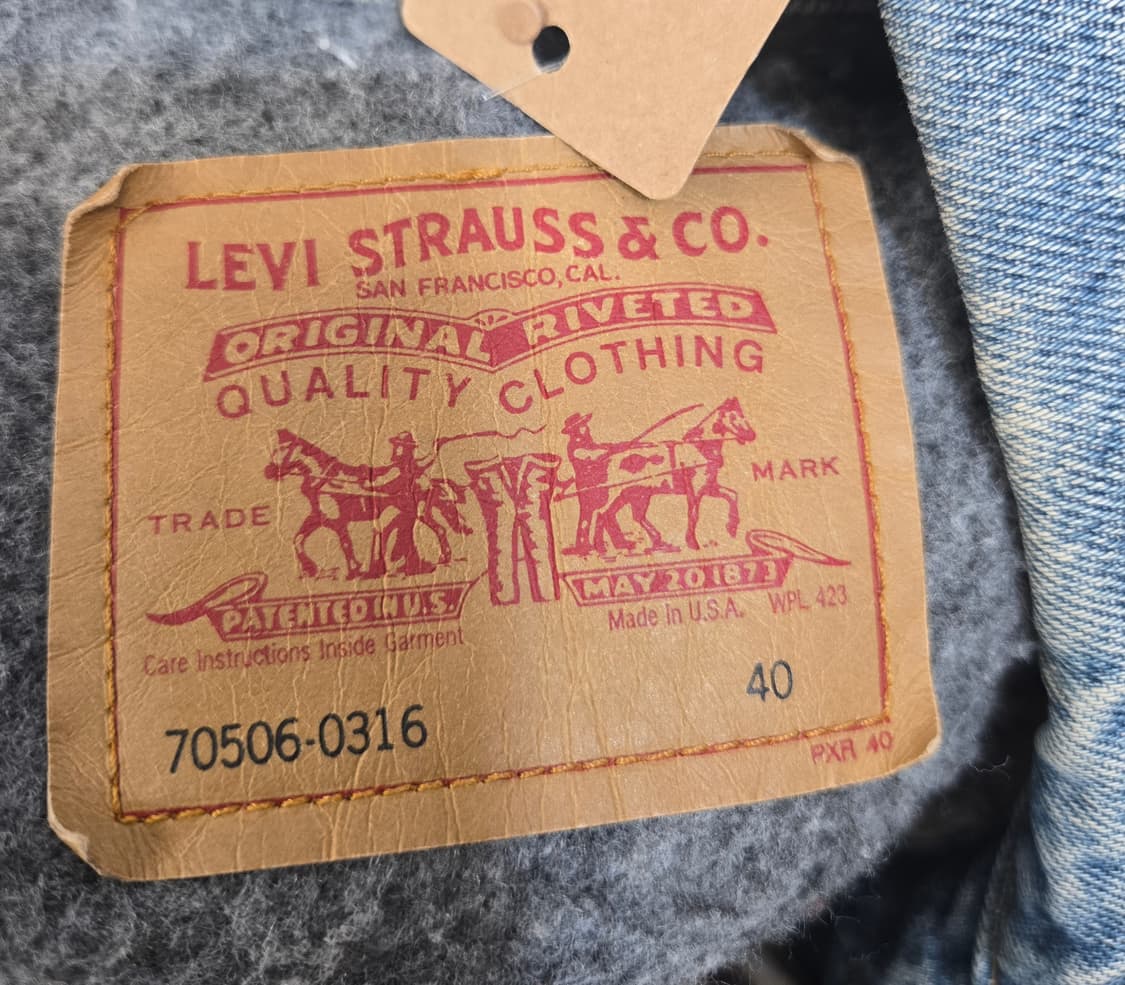 LEVI STRAUSS & CO.
SAN FRANCISCO, CAL.
ORIGINAL RIVETED
QUALITY CLOTHING
TRADE MARK
PATENTED IN U.S. MAY 20 1873
Care Instructions Inside Garment Made in U.S.A. WPL 423
70506-0316 40
PXR 40